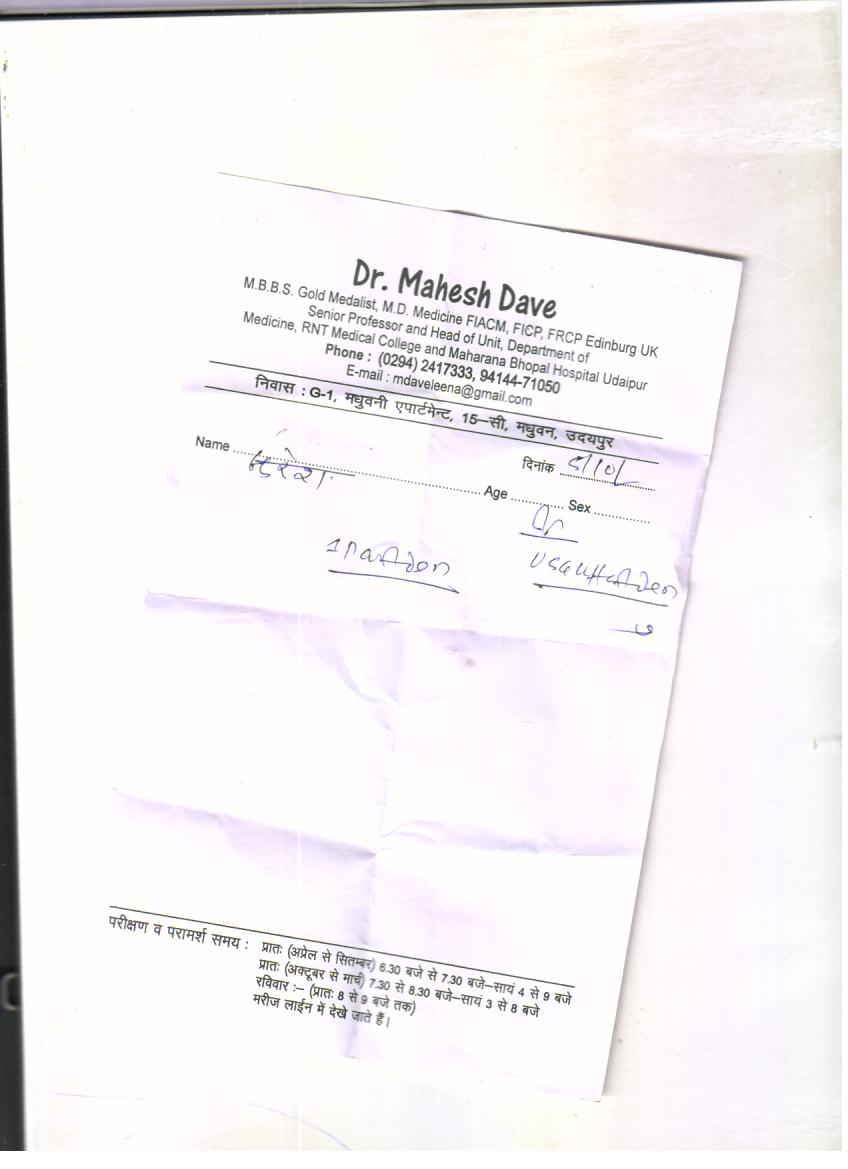 Dr. Mahesh Dave
M.B.B.S. Gold Medalist, M.D. Medicine FIACM, FICP, FRCP Edinburg UK
Senior Professor and Head of Unit, Department of
Medicine, RNT Medical College and Maharana Bhopal Hospital Udaipur
Phone : (0294) 2417333, 94144-71050
E-mail : mdaveleena@gmail.com
निवास : G-1, मधुवनी एपार्टमेन्ट, 15–सी, मधुवन, उदयपुर
दिनांक 5/10/
Name ........ Age ........ Sex ........
परीक्षण व परामर्श समय : प्रातः (अप्रेल से सितम्बर) 6.30 बजे से 7.30 बजे–सायं 4 से 9 बजे
प्रातः (अक्टूबर से मार्च) 7.30 से 8.30 बजे–सायं 3 से 8 बजे
रविवार :– (प्रातः 8 से 9 बजे तक)
मरीज लाईन में देखे जाते हैं।